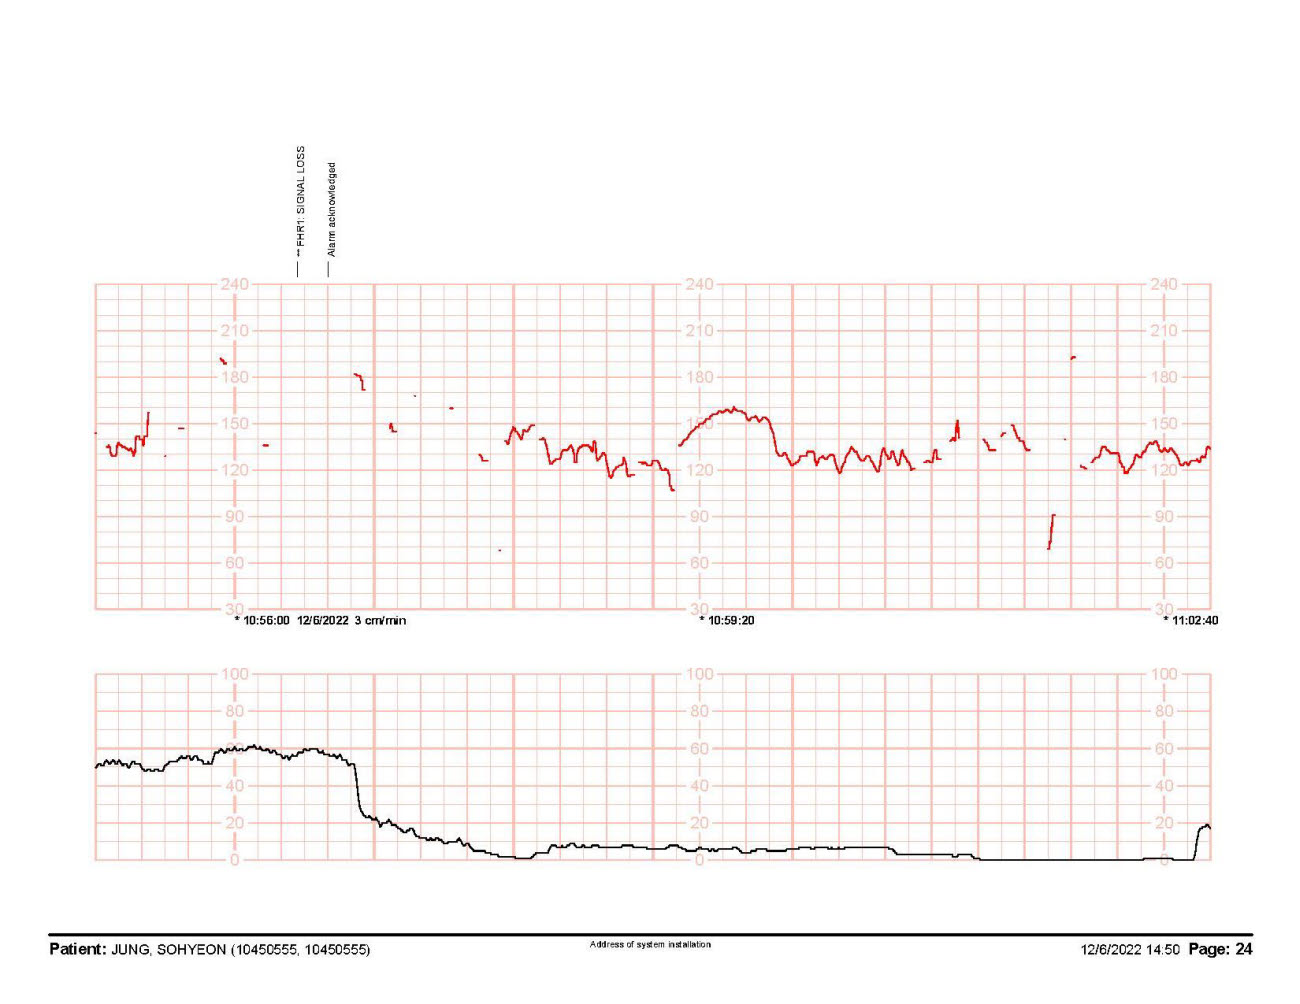 ** FHR1: SIGNAL LOSS
Alarm acknowledged
240 240 240
210 210 210
180 180 180
150 150 150
120 120 120
90 90 90
60 60 60
30 30 30
* 10:56:00 12/6/2022 3 cm/min * 10:59:20 * 11:02:40
100 100 100
80 80 80
60 60 60
40 40 40
20 20 20
0 0 0
Patient: JUNG, SOHYEON (10450555, 10450555) Address of system installation 12/6/2022 14:50 Page: 24